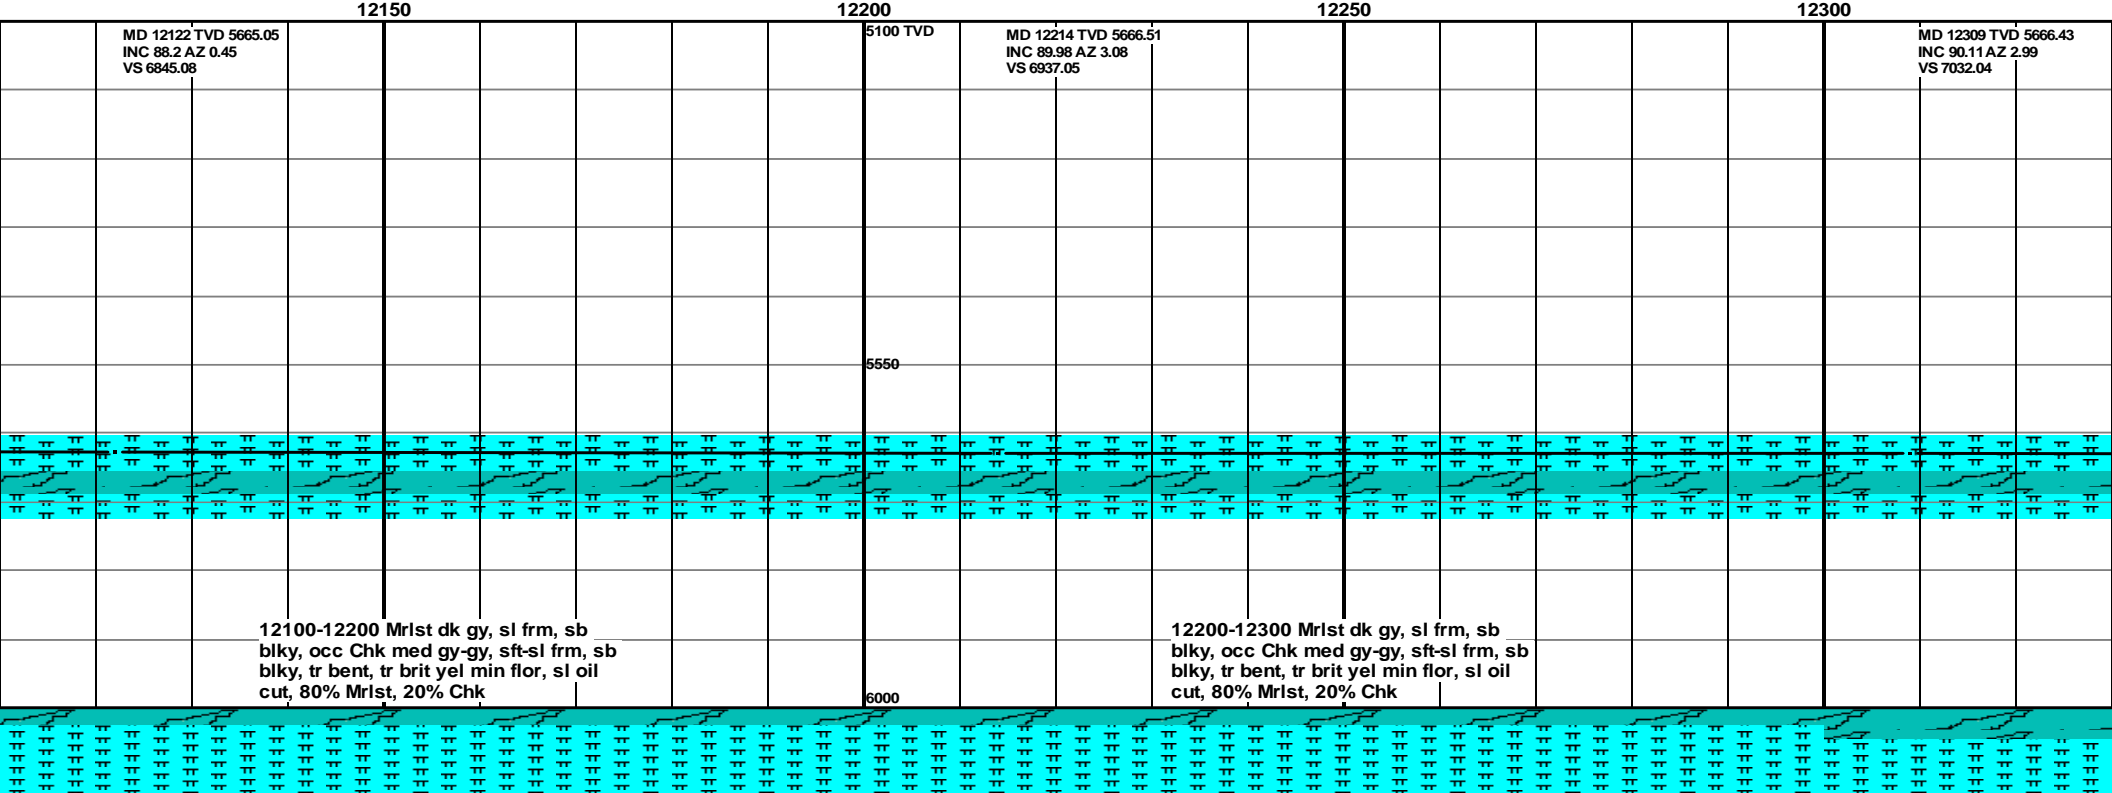 12150
12200
12250
12300
MD 12122 TVD 5665.05
INC 88.2 AZ 0.45
VS 6845.08
5100 TVD
MD 12214 TVD 5666.51
INC 89.98 AZ 3.08
VS 6937.05
MD 12309 TVD 5666.43
INC 90.11 AZ 2.99
VS 7032.04
5550
12100-12200 Mrlst dk gy, sl frm, sb
blky, occ Chk med gy-gy, sft-sl frm, sb
blky, tr bent, tr brit yel min flor, sl oil
cut, 80% Mrlst, 20% Chk
12200-12300 Mrlst dk gy, sl frm, sb
blky, occ Chk med gy-gy, sft-sl frm, sb
blky, tr bent, tr brit yel min flor, sl oil
cut, 80% Mrlst, 20% Chk
6000